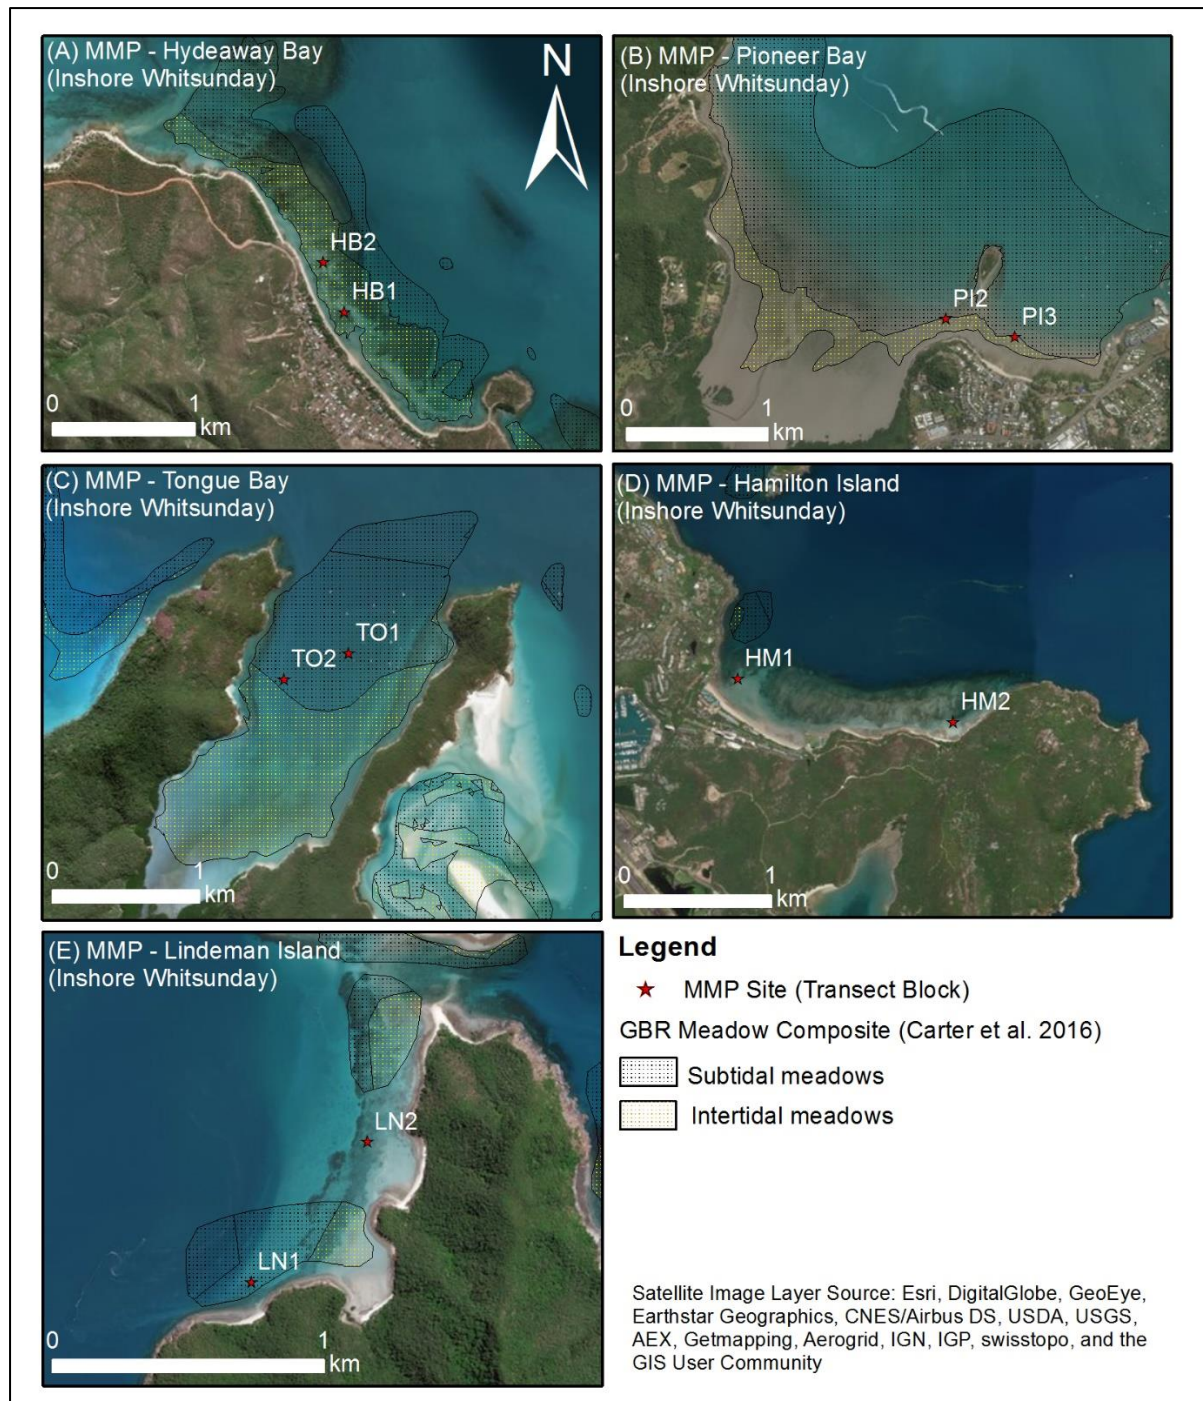 (A) MMP - Hydeaway Bay
(Inshore Whitsunday)
N
HB2
HB1
0 1
km
(B) MMP - Pioneer Bay
(Inshore Whitsunday)
PI2
PI3
0 1
km
(C) MMP - Tongue Bay
(Inshore Whitsunday)
TO1
TO2
0 1
km
(D) MMP - Hamilton Island
(Inshore Whitsunday)
HM1
HM2
0 1
km
(E) MMP - Lindeman Island
(Inshore Whitsunday)
LN2
LN1
0 1
km
Legend
MMP Site (Transect Block)
GBR Meadow Composite (Carter et al. 2016)
Subtidal meadows
Intertidal meadows
Satellite Image Layer Source: Esri, DigitalGlobe, GeoEye,
Earthstar Geographics, CNES/Airbus DS, USDA, USGS,
AEX, Getmapping, Aerogrid, IGN, IGP, swisstopo, and the
GIS User Community